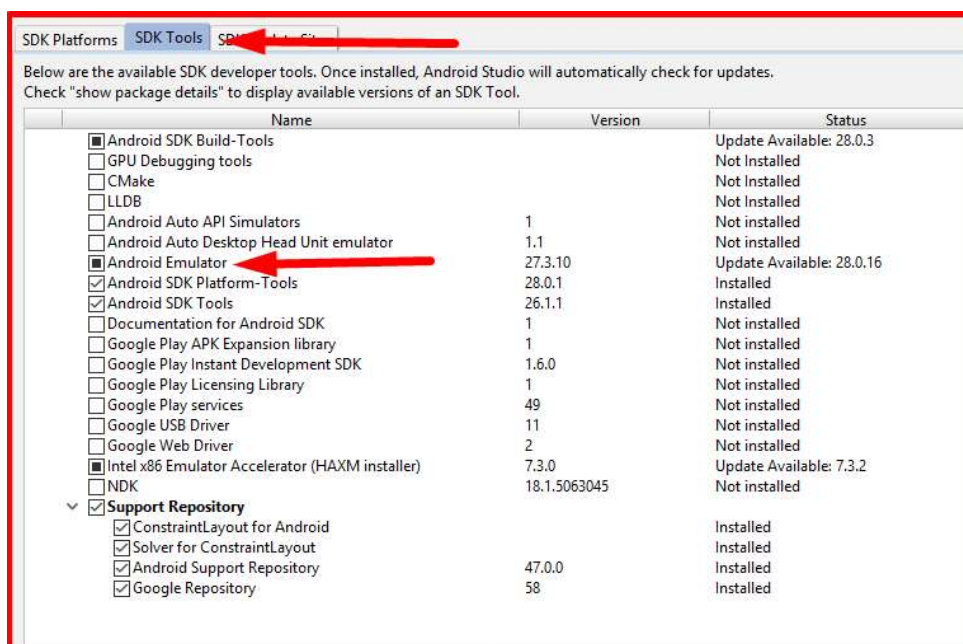 SDK Platforms SDK Tools
Below are the available SDK developer tools. Once installed, Android Studio will automatically check for updates.
Check "show package details" to display available versions of an SDK Tool.
Name Version Status
Android SDK Build-Tools Update Available: 28.0.3
GPU Debugging tools Not Installed
CMake Not Installed
LLDB Not Installed
Android Auto API Simulators 1 Not installed
Android Auto Desktop Head Unit emulator 1.1 Not installed
Android Emulator 27.3.10 Update Available: 28.0.16
Android SDK Platform-Tools 28.0.1 Installed
Android SDK Tools 26.1.1 Installed
Documentation for Android SDK 1 Not installed
Google Play APK Expansion library 1 Not installed
Google Play Instant Development SDK 1.6.0 Not installed
Google Play Licensing Library 1 Not installed
Google Play services 49 Not installed
Google USB Driver 11 Not installed
Google Web Driver 2 Not installed
Intel x86 Emulator Accelerator (HAXM installer) 7.3.0 Update Available: 7.3.2
NDK 18.1.5063045 Not installed
Support Repository
ConstraintLayout for Android Installed
Solver for ConstraintLayout Installed
Android Support Repository 47.0.0 Installed
Google Repository 58 Installed